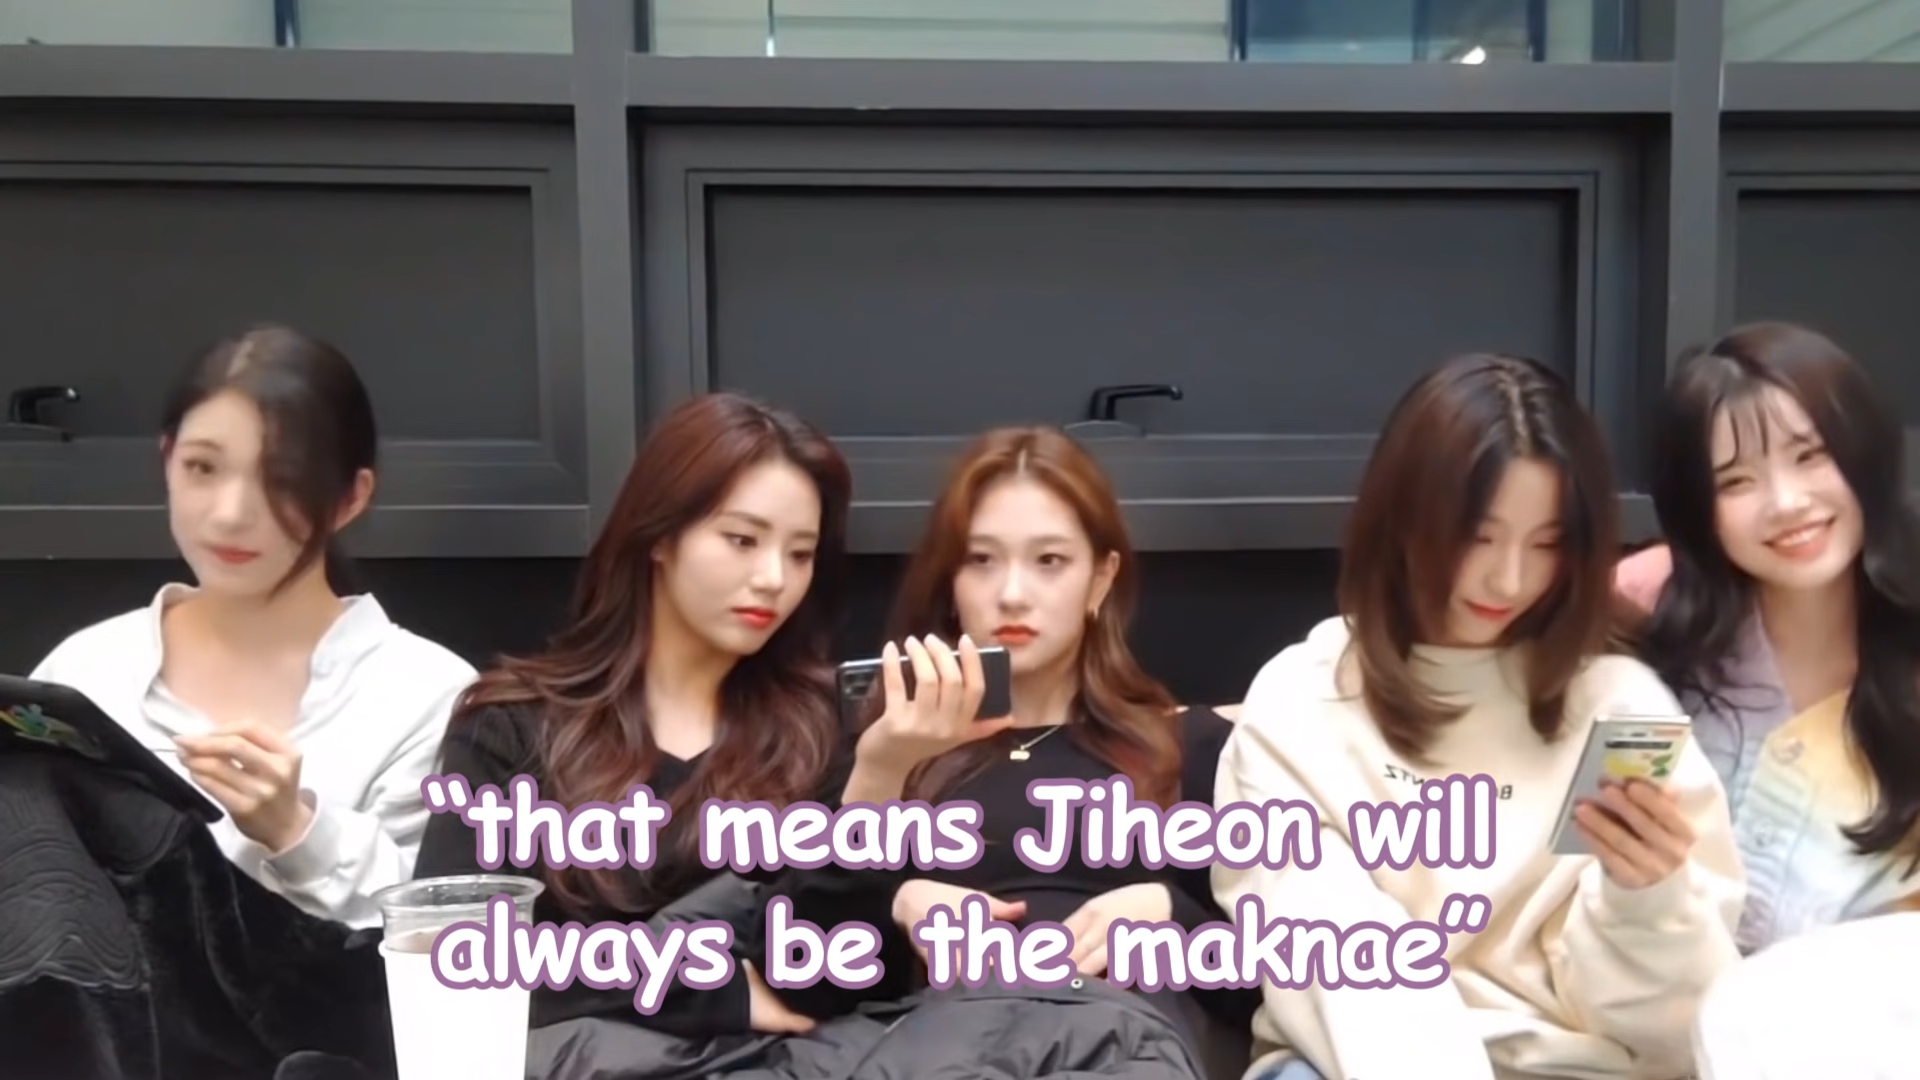 “that means Jiheon will
always be the maknae”